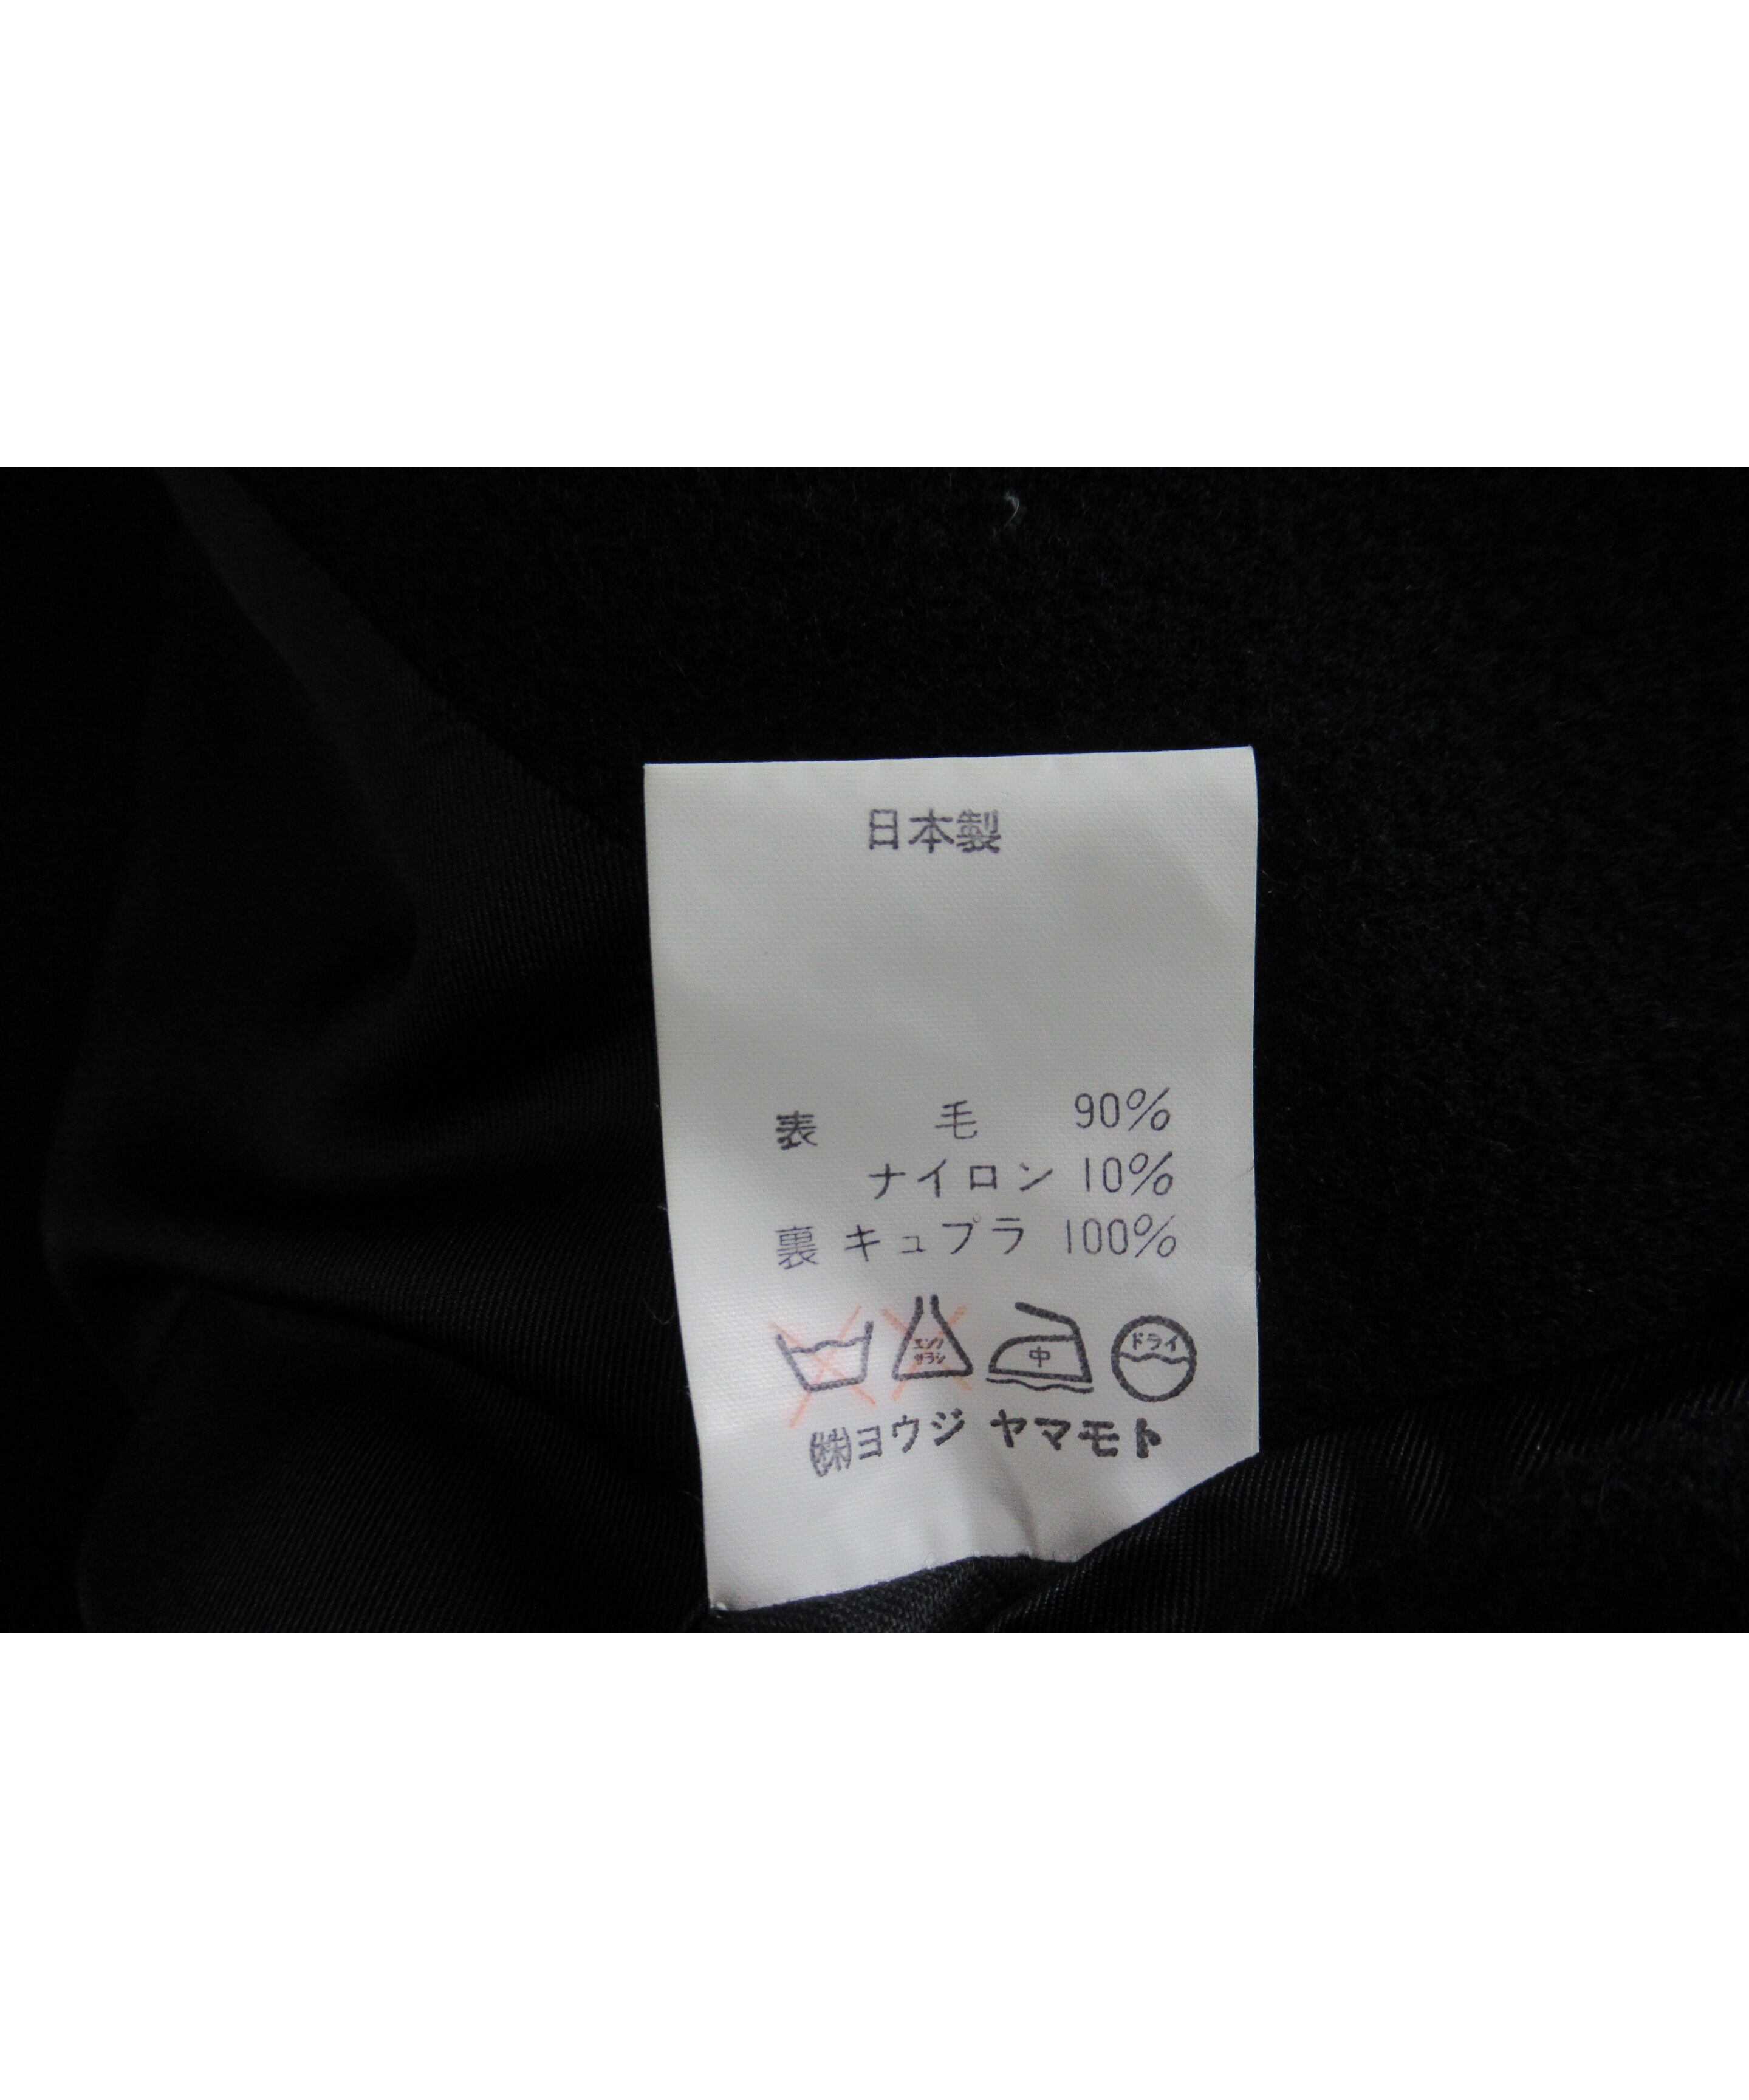 日本製
表 毛 90%
ナイロン 10%
裏 キュプラ 100%
エンソ サラシ 中 ドライ
㈱ヨウジ ヤマモト